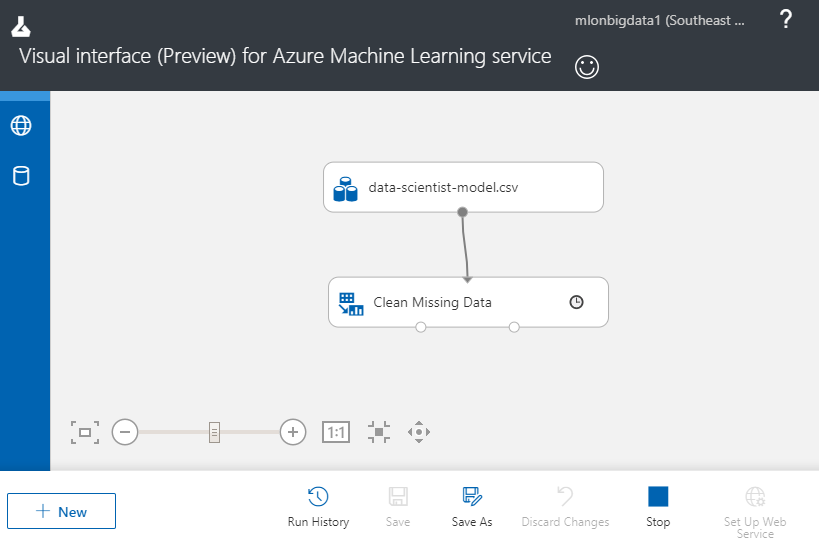 mlonbigdata1 (Southeast ...
?
Visual interface (Preview) for Azure Machine Learning service
data-scientist-model.csv
Clean Missing Data
1:1
+ New
Run History
Save
Save As
Discard Changes
Stop
Set Up Web
Service